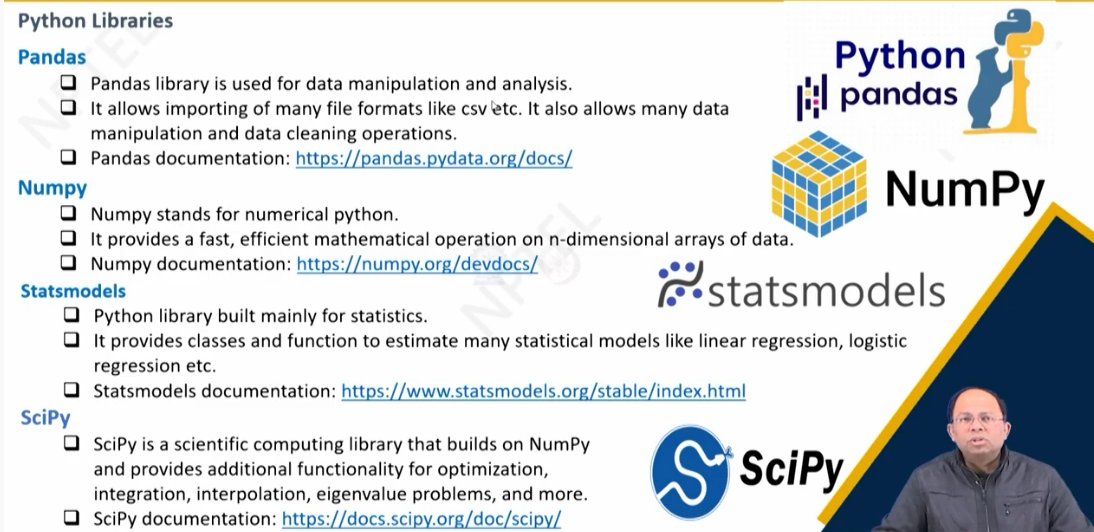 Python Libraries
Pandas
❑ Pandas library is used for data manipulation and analysis.
❑ It allows importing of many file formats like csv etc. It also allows many data
manipulation and data cleaning operations.
❑ Pandas documentation: https://pandas.pydata.org/docs/
Python
pandas
Numpy
❑ Numpy stands for numerical python.
❑ It provides a fast, efficient mathematical operation on n-dimensional arrays of data.
❑ Numpy documentation: https://numpy.org/devdocs/
NumPy
Statsmodels
❑ Python library built mainly for statistics.
❑ It provides classes and function to estimate many statistical models like linear regression, logistic
regression etc.
❑ Statsmodels documentation: https://www.statsmodels.org/stable/index.html
statsmodels
SciPy
❑ SciPy is a scientific computing library that builds on NumPy
and provides additional functionality for optimization,
integration, interpolation, eigenvalue problems, and more.
❑ SciPy documentation: https://docs.scipy.org/doc/scipy/
SciPy
NPTEL
NPTEL